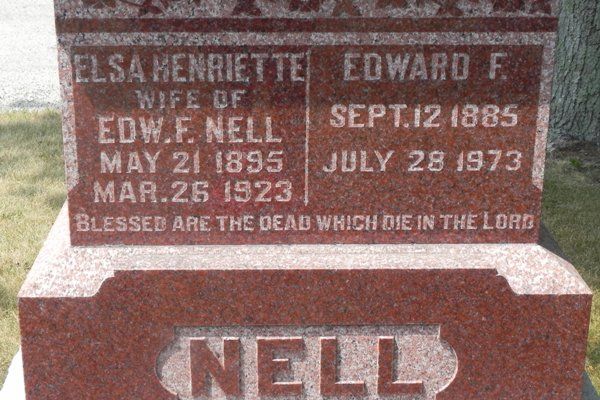 ELSA HENRIETTE
WIFE OF
EDW. F. NELL
MAY 21 1895
MAR. 26 1923
EDWARD F.
SEPT. 12 1885
JULY 28 1973
BLESSED ARE THE DEAD WHICH DIE IN THE LORD
NELL